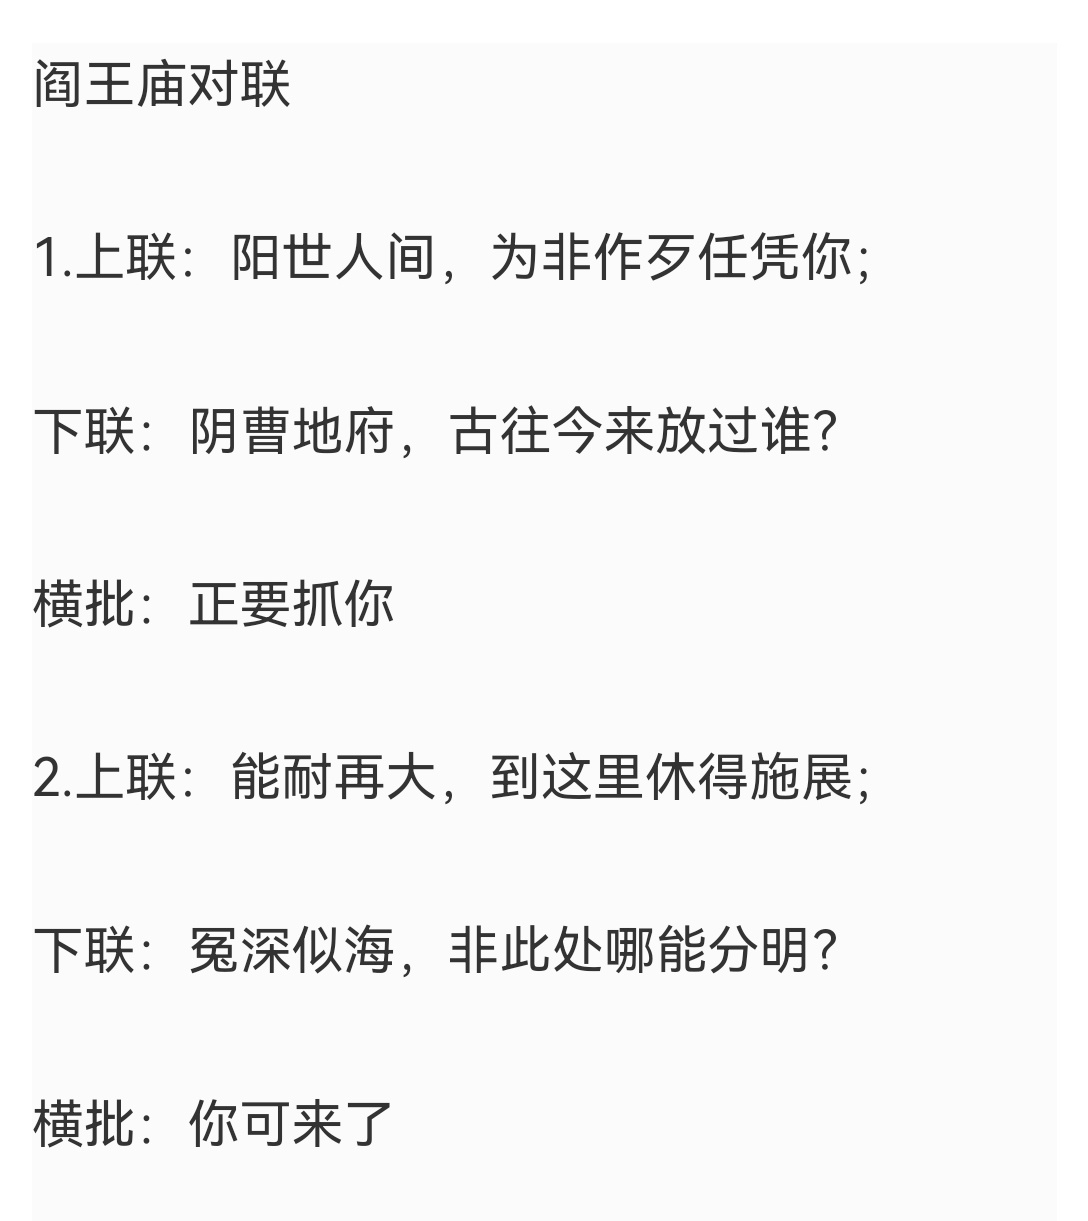 阎王庙对联
1.上联：阳世人间，为非作歹任凭你；
下联：阴曹地府，古往今来放过谁？
横批：正要抓你
2.上联：能耐再大，到这里休得施展；
下联：冤深似海，非此处哪能分明？
横批：你可来了